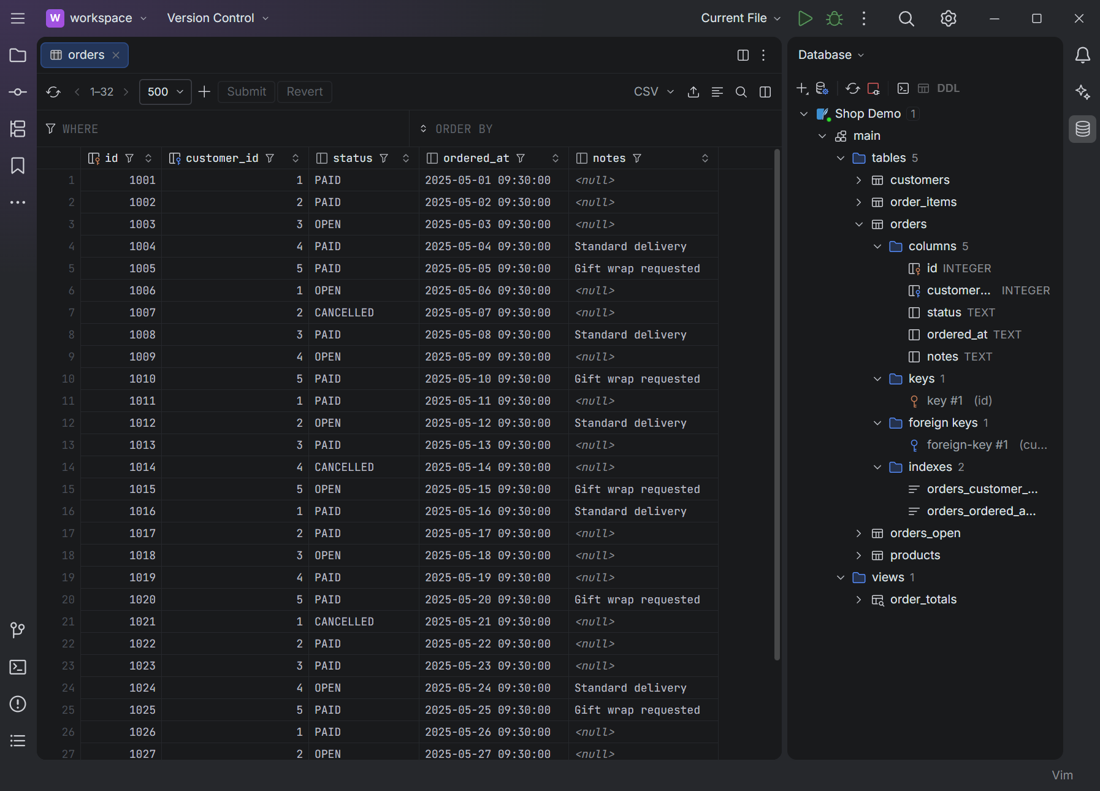 W workspace Version Control Current File
orders
1–32 500 Submit Revert CSV
WHERE ORDER BY
id customer_id status ordered_at notes
1 1001 1 PAID 2025-05-01 09:30:00 <null>
2 1002 2 PAID 2025-05-02 09:30:00 <null>
3 1003 3 OPEN 2025-05-03 09:30:00 <null>
4 1004 4 PAID 2025-05-04 09:30:00 Standard delivery
5 1005 5 PAID 2025-05-05 09:30:00 Gift wrap requested
6 1006 1 OPEN 2025-05-06 09:30:00 <null>
7 1007 2 CANCELLED 2025-05-07 09:30:00 <null>
8 1008 3 PAID 2025-05-08 09:30:00 Standard delivery
9 1009 4 OPEN 2025-05-09 09:30:00 <null>
10 1010 5 PAID 2025-05-10 09:30:00 Gift wrap requested
11 1011 1 PAID 2025-05-11 09:30:00 <null>
12 1012 2 OPEN 2025-05-12 09:30:00 Standard delivery
13 1013 3 PAID 2025-05-13 09:30:00 <null>
14 1014 4 CANCELLED 2025-05-14 09:30:00 <null>
15 1015 5 OPEN 2025-05-15 09:30:00 Gift wrap requested
16 1016 1 PAID 2025-05-16 09:30:00 Standard delivery
17 1017 2 PAID 2025-05-17 09:30:00 <null>
18 1018 3 OPEN 2025-05-18 09:30:00 <null>
19 1019 4 PAID 2025-05-19 09:30:00 <null>
20 1020 5 PAID 2025-05-20 09:30:00 Gift wrap requested
21 1021 1 CANCELLED 2025-05-21 09:30:00 <null>
22 1022 2 PAID 2025-05-22 09:30:00 <null>
23 1023 3 PAID 2025-05-23 09:30:00 <null>
24 1024 4 OPEN 2025-05-24 09:30:00 Standard delivery
25 1025 5 PAID 2025-05-25 09:30:00 Gift wrap requested
26 1026 1 PAID 2025-05-26 09:30:00 <null>
27 1027 2 OPEN 2025-05-27 09:30:00 <null>
Database
DDL
Shop Demo 1
main
tables 5
customers
order_items
orders
columns 5
id INTEGER
customer... INTEGER
status TEXT
ordered_at TEXT
notes TEXT
keys 1
key #1 (id)
foreign keys 1
foreign-key #1 (cu...
indexes 2
orders_customer_...
orders_ordered_a...
orders_open
products
views 1
order_totals
Vim